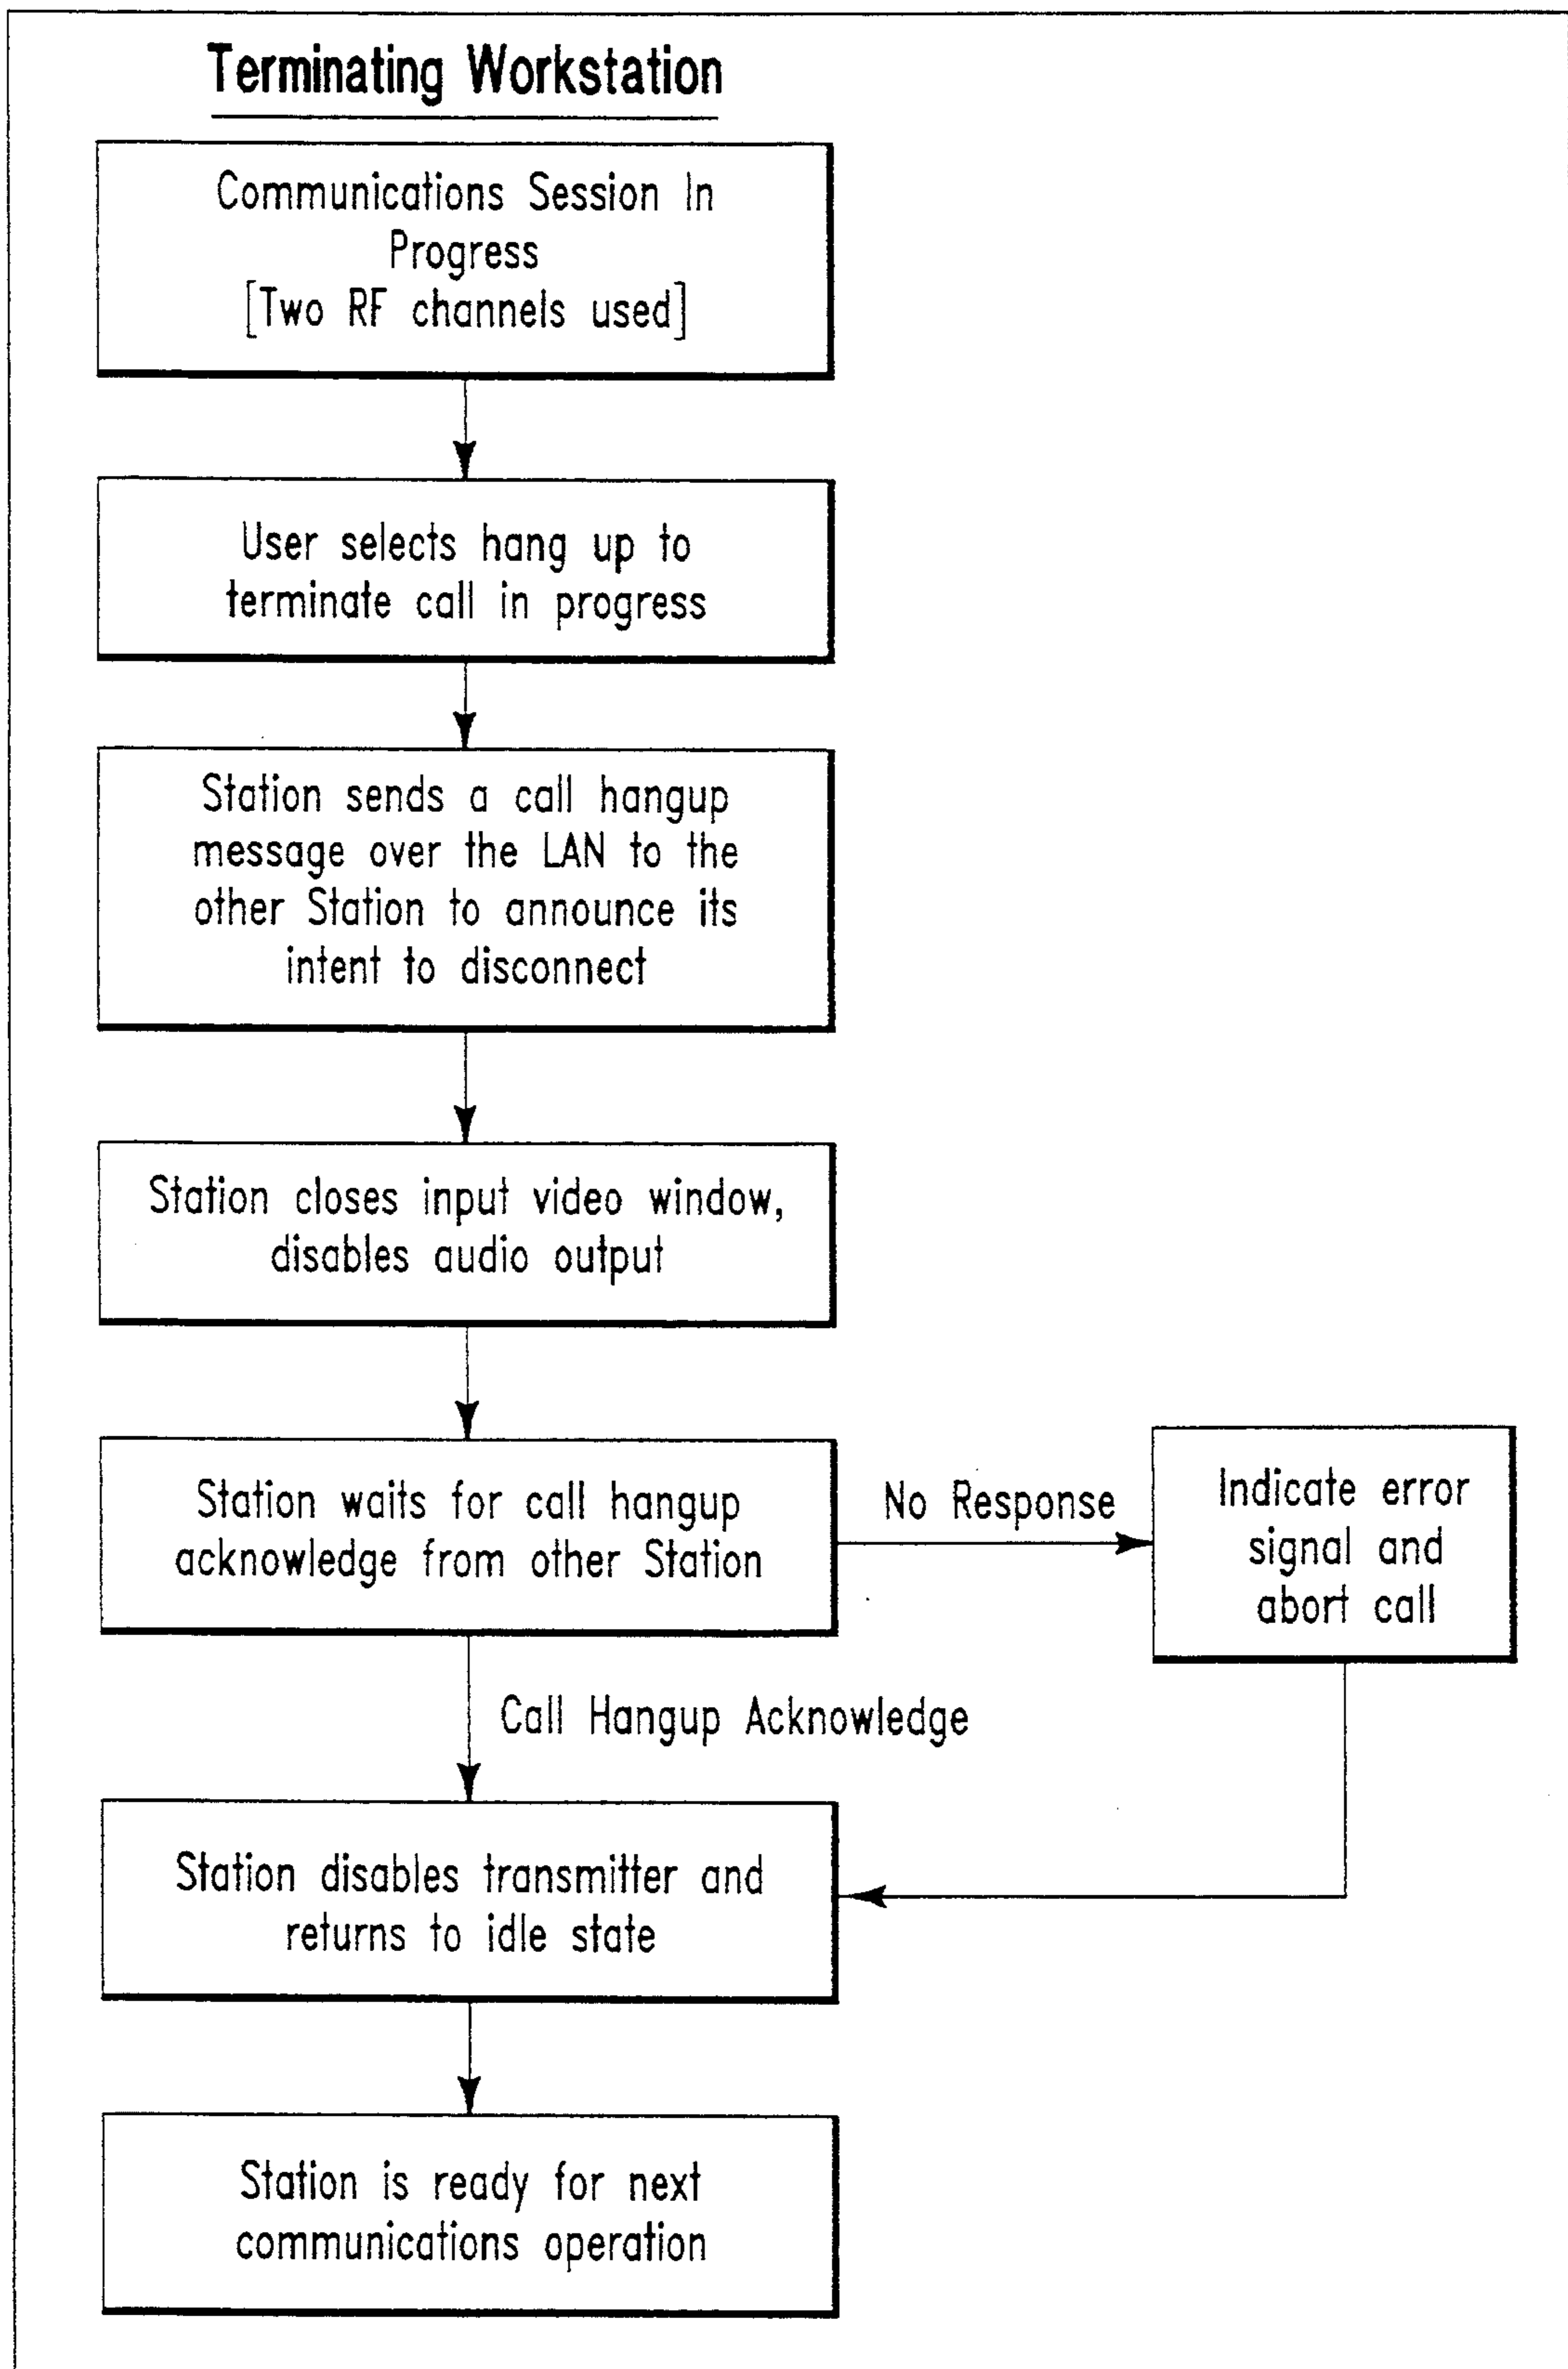 Terminating Workstation
Communications Session In
Progress
[Two RF channels used]
User selects hang up to
terminate call in progress
Station sends a call hangup
message over the LAN to the
other Station to announce its
intent to disconnect
Station closes input video window,
disables audio output
Station waits for call hangup
acknowledge from other Station
No Response
Indicate error
signal and
abort call
Call Hangup Acknowledge
Station disables transmitter and
returns to idle state
Station is ready for next
communications operation